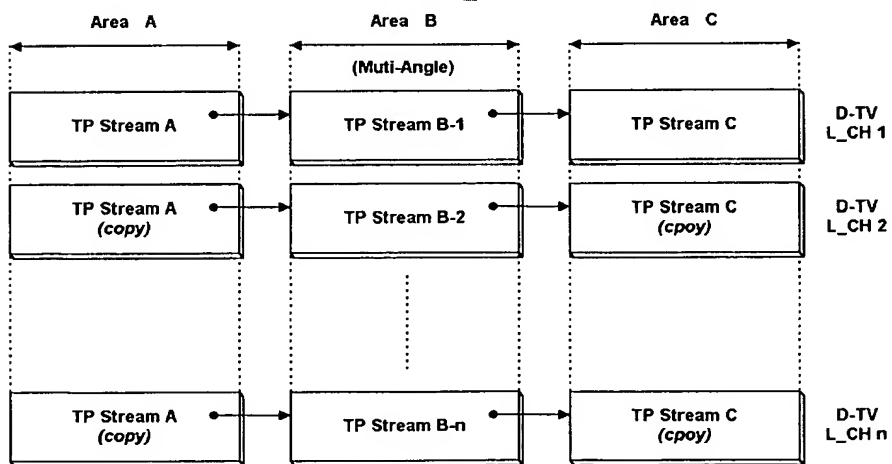 Area A
Area B
Area C
(Muti-Angle)
TP Stream A
TP Stream B-1
TP Stream C
D-TV
L_CH 1
TP Stream A
(copy)
TP Stream B-2
TP Stream C
(cpoy)
D-TV
L_CH 2
TP Stream A
(copy)
TP Stream B-n
TP Stream C
(cpoy)
D-TV
L_CH n